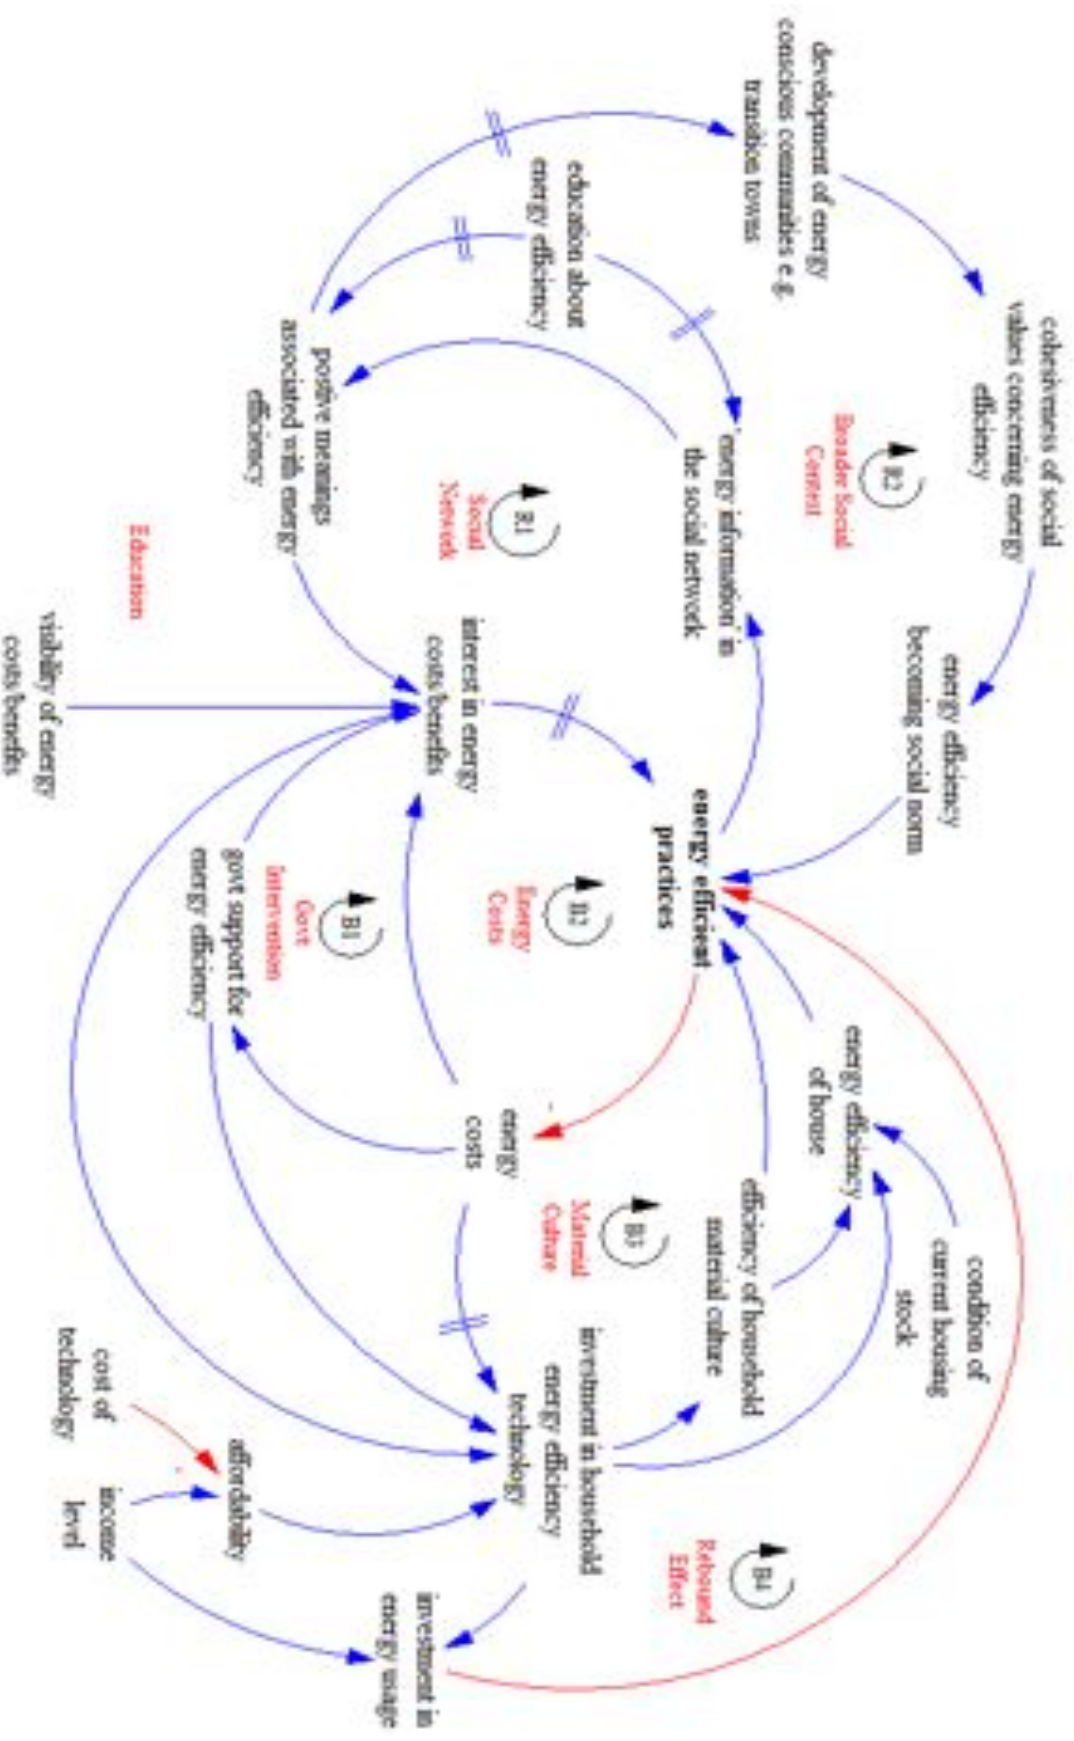 development of energy
conscious communities e.g.
transition towns
cohesiveness of social
values concerning energy
efficiency
energy efficiency
becoming social norm
R2
Broader Social
Context
education about
energy efficiency
'energy information' in
the social network
postive meanings
associated with energy
efficiency
R1
Social
Network
Education
visibility of energy
costs/benefits
interest in energy
costs/benefits
energy efficient
practices
B2
Energy
Costs
B1
Govt
Intervention
govt support for
energy efficiency
energy
costs
energy efficiency
of house
condition of
current housing
stock
efficiency of household
material culture
B3
Material
Culture
investment in household
energy efficiency
technology
B4
Rebound
Effect
cost of
technology
affordability
income
level
investment in
energy usage